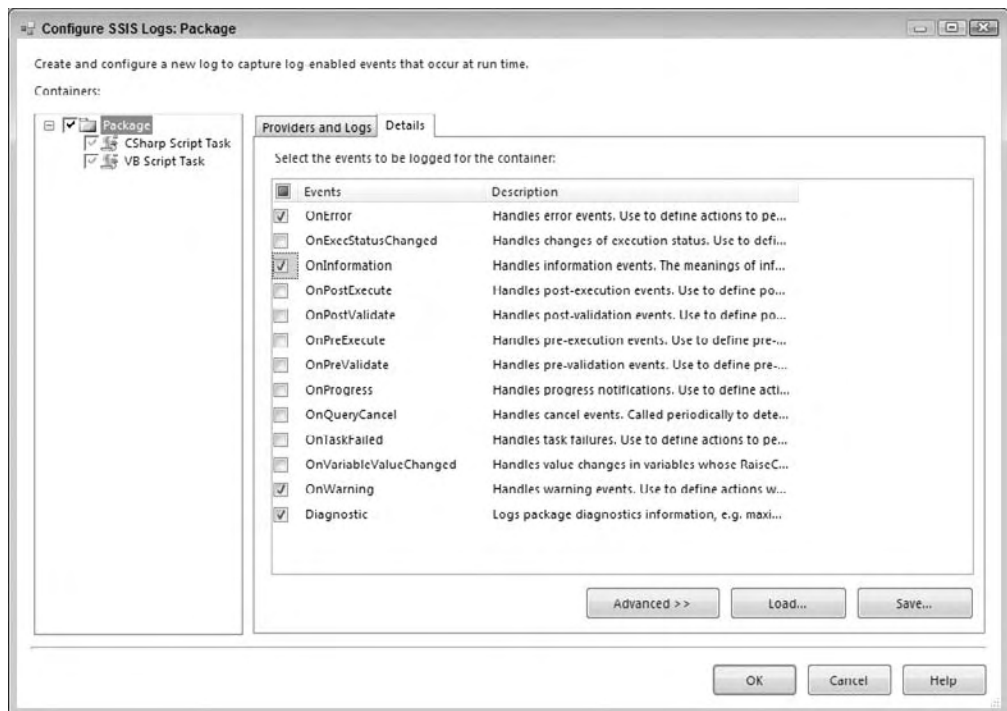 Configure SSIS Logs: Package
Create and configure a new log to capture log-enabled events that occur at run time.
Containers:
Package
CSharp Script Task
VB Script Task
Providers and Logs
Details
Select the events to be logged for the container:
Events Description
OnError Handles error events. Use to define actions to pe...
OnExecStatusChanged Handles changes of execution status. Use to defi...
OnInformation Handles information events. The meanings of inf...
OnPostExecute Handles post-execution events. Use to define po...
OnPostValidate Handles post-validation events. Use to define po...
OnPreExecute Handles pre-execution events. Use to define pre-...
OnPreValidate Handles pre-validation events. Use to define pre-...
OnProgress Handles progress notifications. Use to define acti...
OnQueryCancel Handles cancel events. Called periodically to dete...
OnTaskFailed Handles task failures. Use to define actions to pe...
OnVariableValueChanged Handles value changes in variables whose RaiseC...
OnWarning Handles warning events. Use to define actions w...
Diagnostic Logs package diagnostics information, e.g. maxi...
Advanced >> Load... Save...
OK Cancel Help